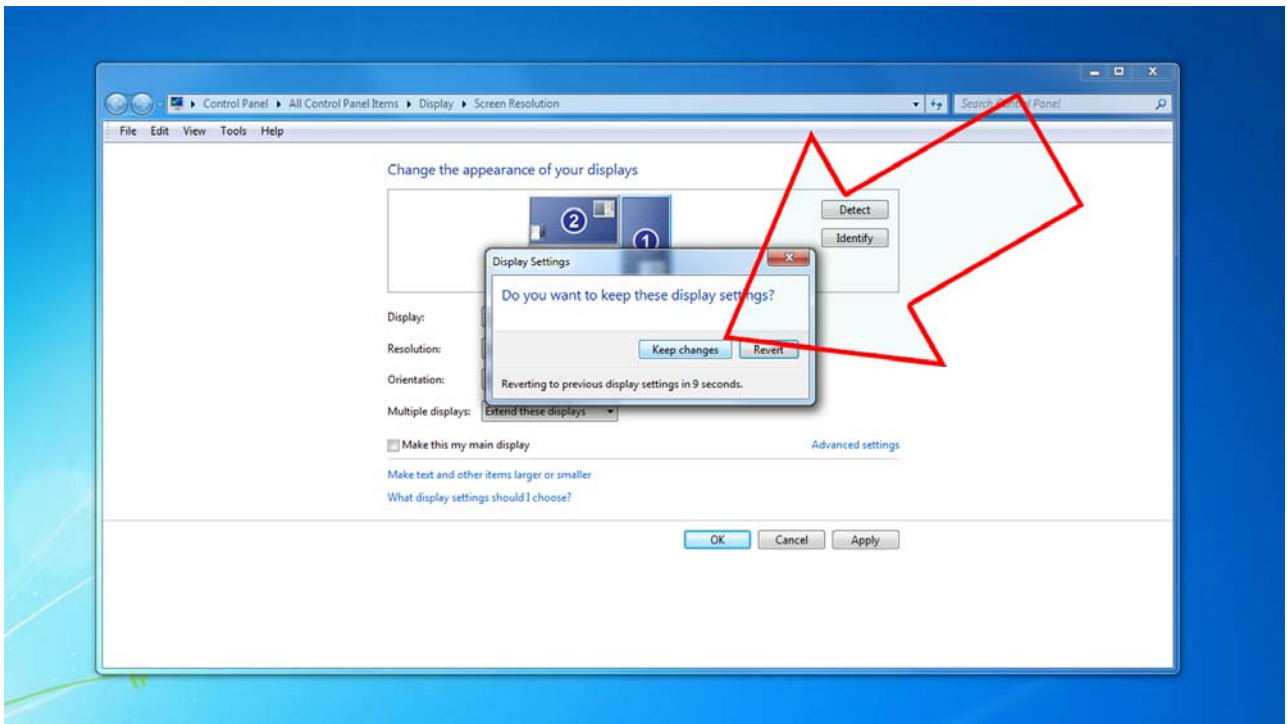 Control Panel ▸ All Control Panel Items ▸ Display ▸ Screen Resolution
Search Control Panel
File Edit View Tools Help
Change the appearance of your displays
2
1
Detect
Identify
Display Settings
Do you want to keep these display settings?
Keep changes Revert
Reverting to previous display settings in 9 seconds.
Display:
Resolution:
Orientation:
Multiple displays: Extend these displays
Make this my main display
Advanced settings
Make text and other items larger or smaller
What display settings should I choose?
OK Cancel Apply